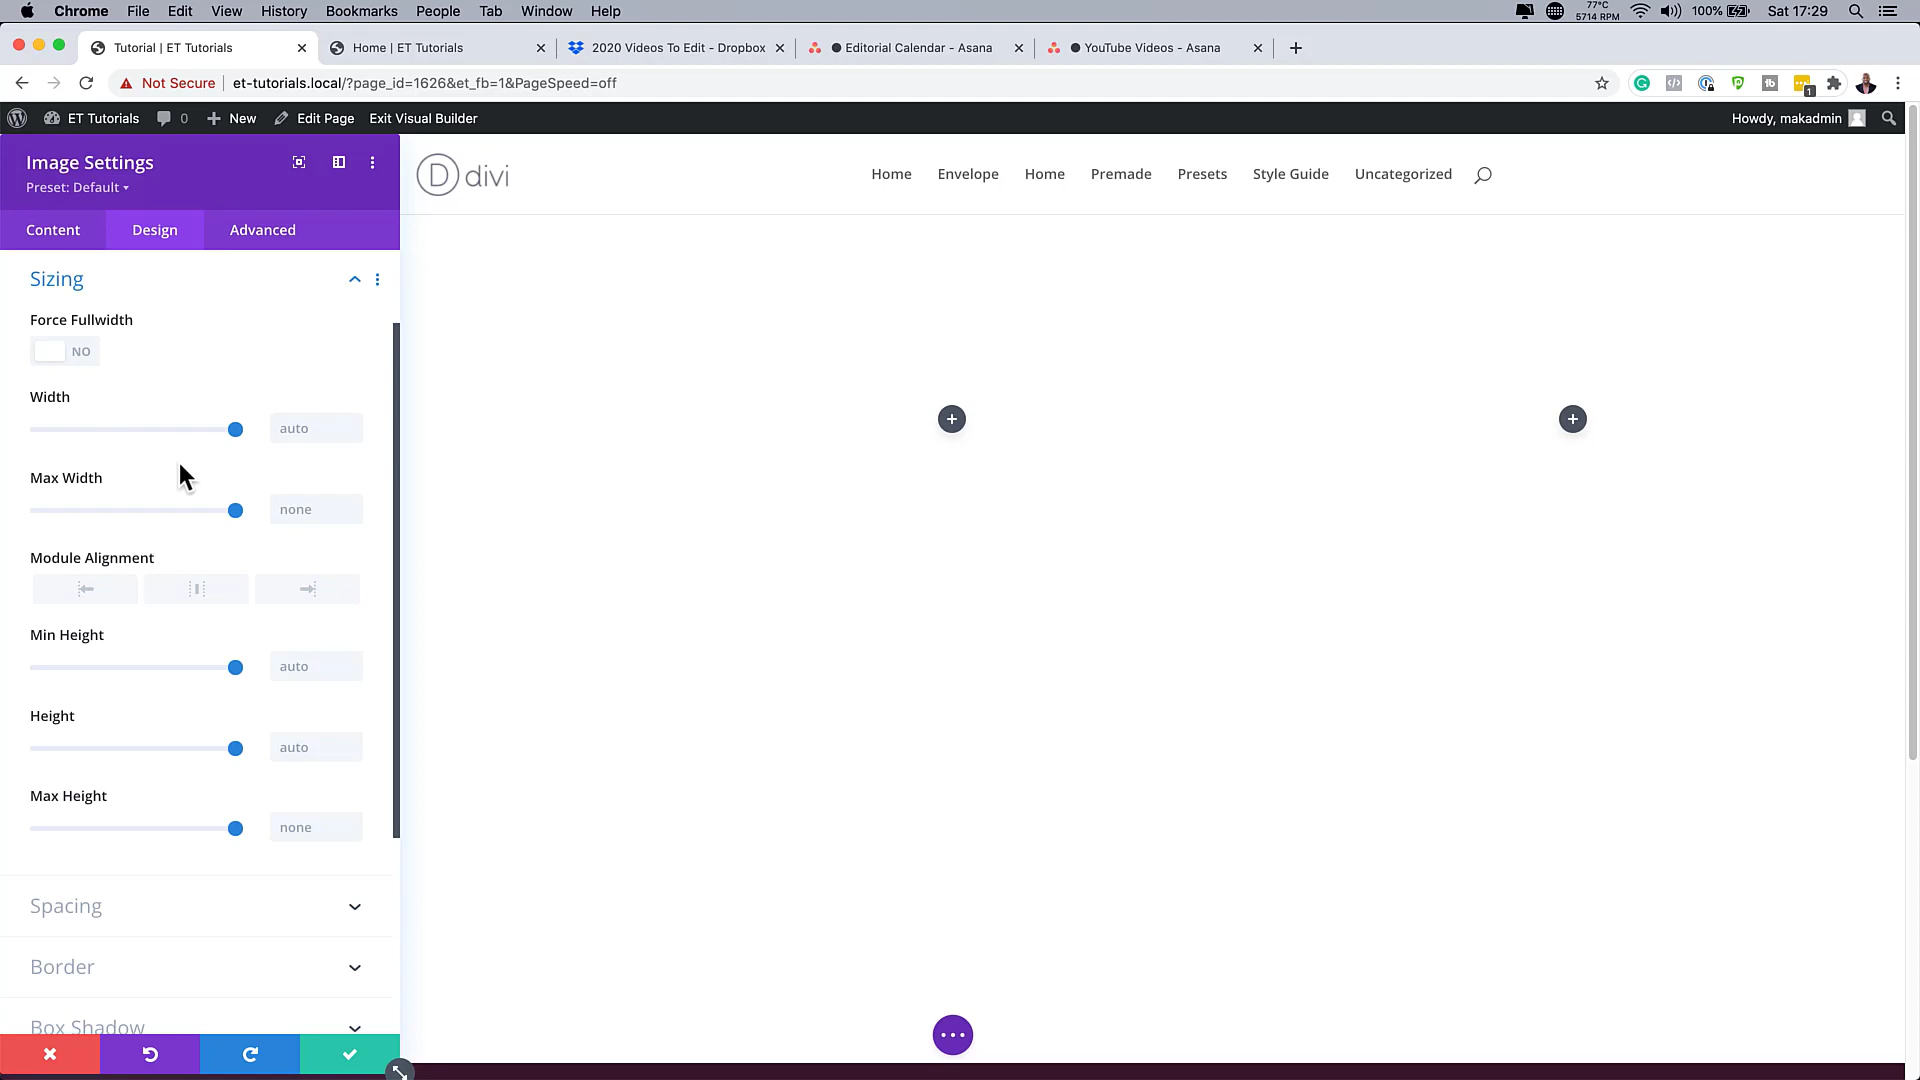 Chrome File Edit View History Bookmarks People Tab Window Help 77°C 5714 RPM 100% Sat 17:29
Tutorial | ET Tutorials Home | ET Tutorials 2020 Videos To Edit - Dropbox Editorial Calendar - Asana YouTube Videos - Asana
Not Secure et-tutorials.local/?page_id=1626&et_fb=1&PageSpeed=off 1
ET Tutorials 0 New Edit Page Exit Visual Builder Howdy, makadmin
Image Settings
Preset: Default
Content Design Advanced
D divi
Home Envelope Home Premade Presets Style Guide Uncategorized
Sizing
Force Fullwidth
NO
Width
auto
Max Width
none
Module Alignment
Min Height
auto
Height
auto
Max Height
none
Spacing
Border
Box Shadow